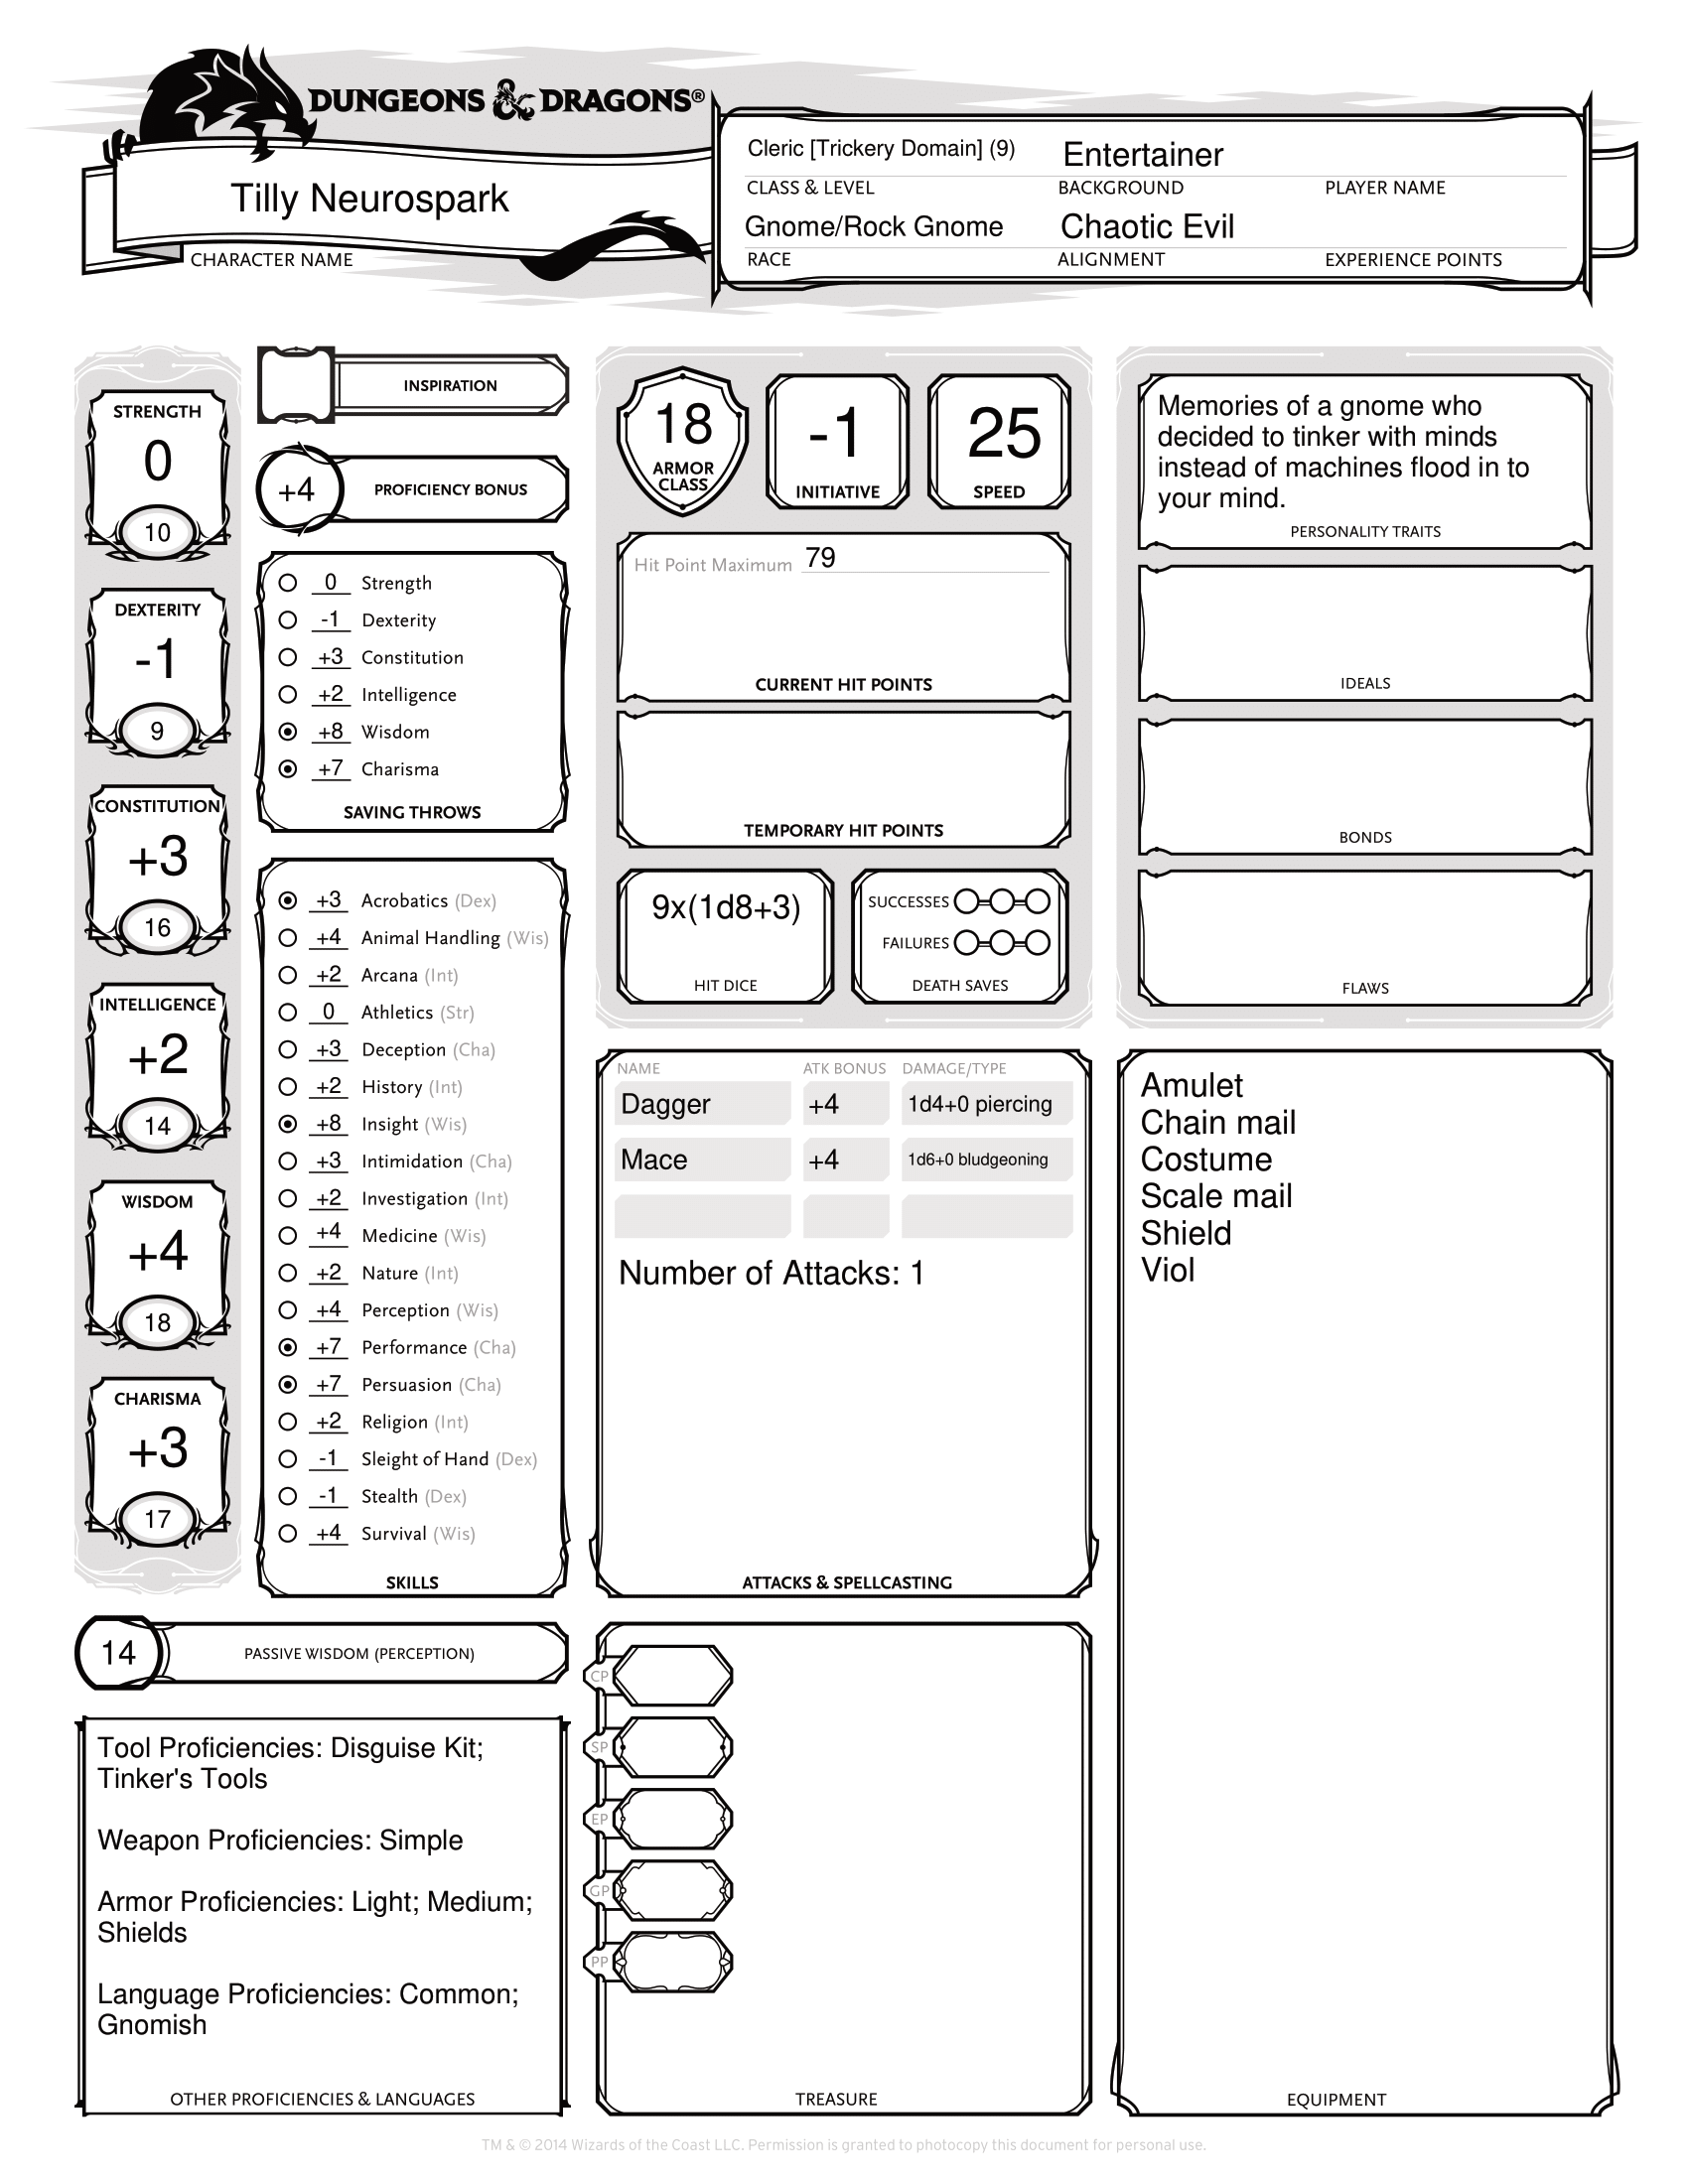 DUNGEONS & DRAGONS®
Tilly Neurospark
CHARACTER NAME
Cleric [Trickery Domain] (9) Entertainer
CLASS & LEVEL BACKGROUND PLAYER NAME
Gnome/Rock Gnome Chaotic Evil
RACE ALIGNMENT EXPERIENCE POINTS
STRENGTH
0
10
DEXTERITY
-1
9
CONSTITUTION
+3
16
INTELLIGENCE
+2
14
WISDOM
+4
18
CHARISMA
+3
17
INSPIRATION
+4 PROFICIENCY BONUS
0 Strength
-1 Dexterity
+3 Constitution
+2 Intelligence
+8 Wisdom
+7 Charisma
SAVING THROWS
+3 Acrobatics (Dex)
+4 Animal Handling (Wis)
+2 Arcana (Int)
0 Athletics (Str)
+3 Deception (Cha)
+2 History (Int)
+8 Insight (Wis)
+3 Intimidation (Cha)
+2 Investigation (Int)
+4 Medicine (Wis)
+2 Nature (Int)
+4 Perception (Wis)
+7 Performance (Cha)
+7 Persuasion (Cha)
+2 Religion (Int)
-1 Sleight of Hand (Dex)
-1 Stealth (Dex)
+4 Survival (Wis)
SKILLS
14 PASSIVE WISDOM (PERCEPTION)
Tool Proficiencies: Disguise Kit;
Tinker's Tools
Weapon Proficiencies: Simple
Armor Proficiencies: Light; Medium;
Shields
Language Proficiencies: Common;
Gnomish
OTHER PROFICIENCIES & LANGUAGES
18
ARMOR
CLASS
-1
INITIATIVE
25
SPEED
Hit Point Maximum 79
CURRENT HIT POINTS
TEMPORARY HIT POINTS
9x(1d8+3)
HIT DICE
SUCCESSES
FAILURES
DEATH SAVES
NAME ATK BONUS DAMAGE/TYPE
Dagger +4 1d4+0 piercing
Mace +4 1d6+0 bludgeoning
Number of Attacks: 1
ATTACKS & SPELLCASTING
CP
SP
EP
GP
PP
TREASURE
Memories of a gnome who
decided to tinker with minds
instead of machines flood in to
your mind.
PERSONALITY TRAITS
IDEALS
BONDS
FLAWS
Amulet
Chain mail
Costume
Scale mail
Shield
Viol
EQUIPMENT
TM & © 2014 Wizards of the Coast LLC. Permission is granted to photocopy this document for personal use.